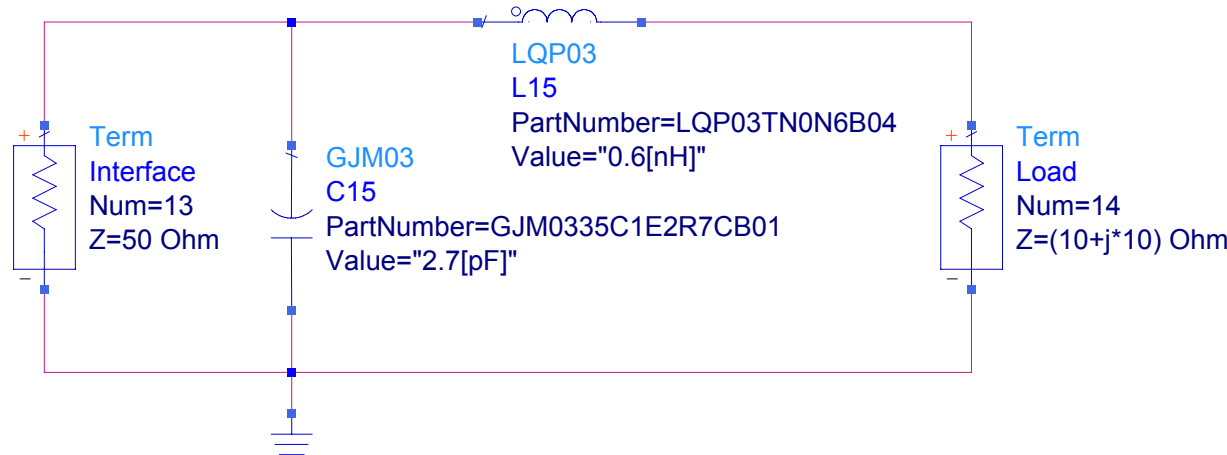 LQP03
L15
PartNumber=LQP03TN0N6B04
Value="0.6[nH]"
+
Term
Interface
Num=13
Z=50 Ohm
−
GJM03
C15
PartNumber=GJM0335C1E2R7CB01
Value="2.7[pF]"
+
Term
Load
Num=14
Z=(10+j*10) Ohm
−